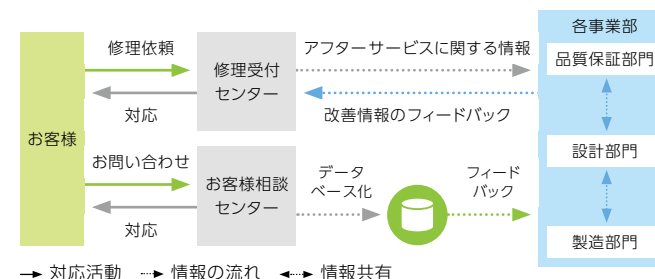 お客様
修理依頼
対応
修理受付
センター
アフターサービスに関する情報
改善情報のフィードバック
お問い合わせ
対応
お客様相談
センター
データ
ベース化
フィード
バック
各事業部
品質保証部門
設計部門
製造部門
対応活動 情報の流れ 情報共有